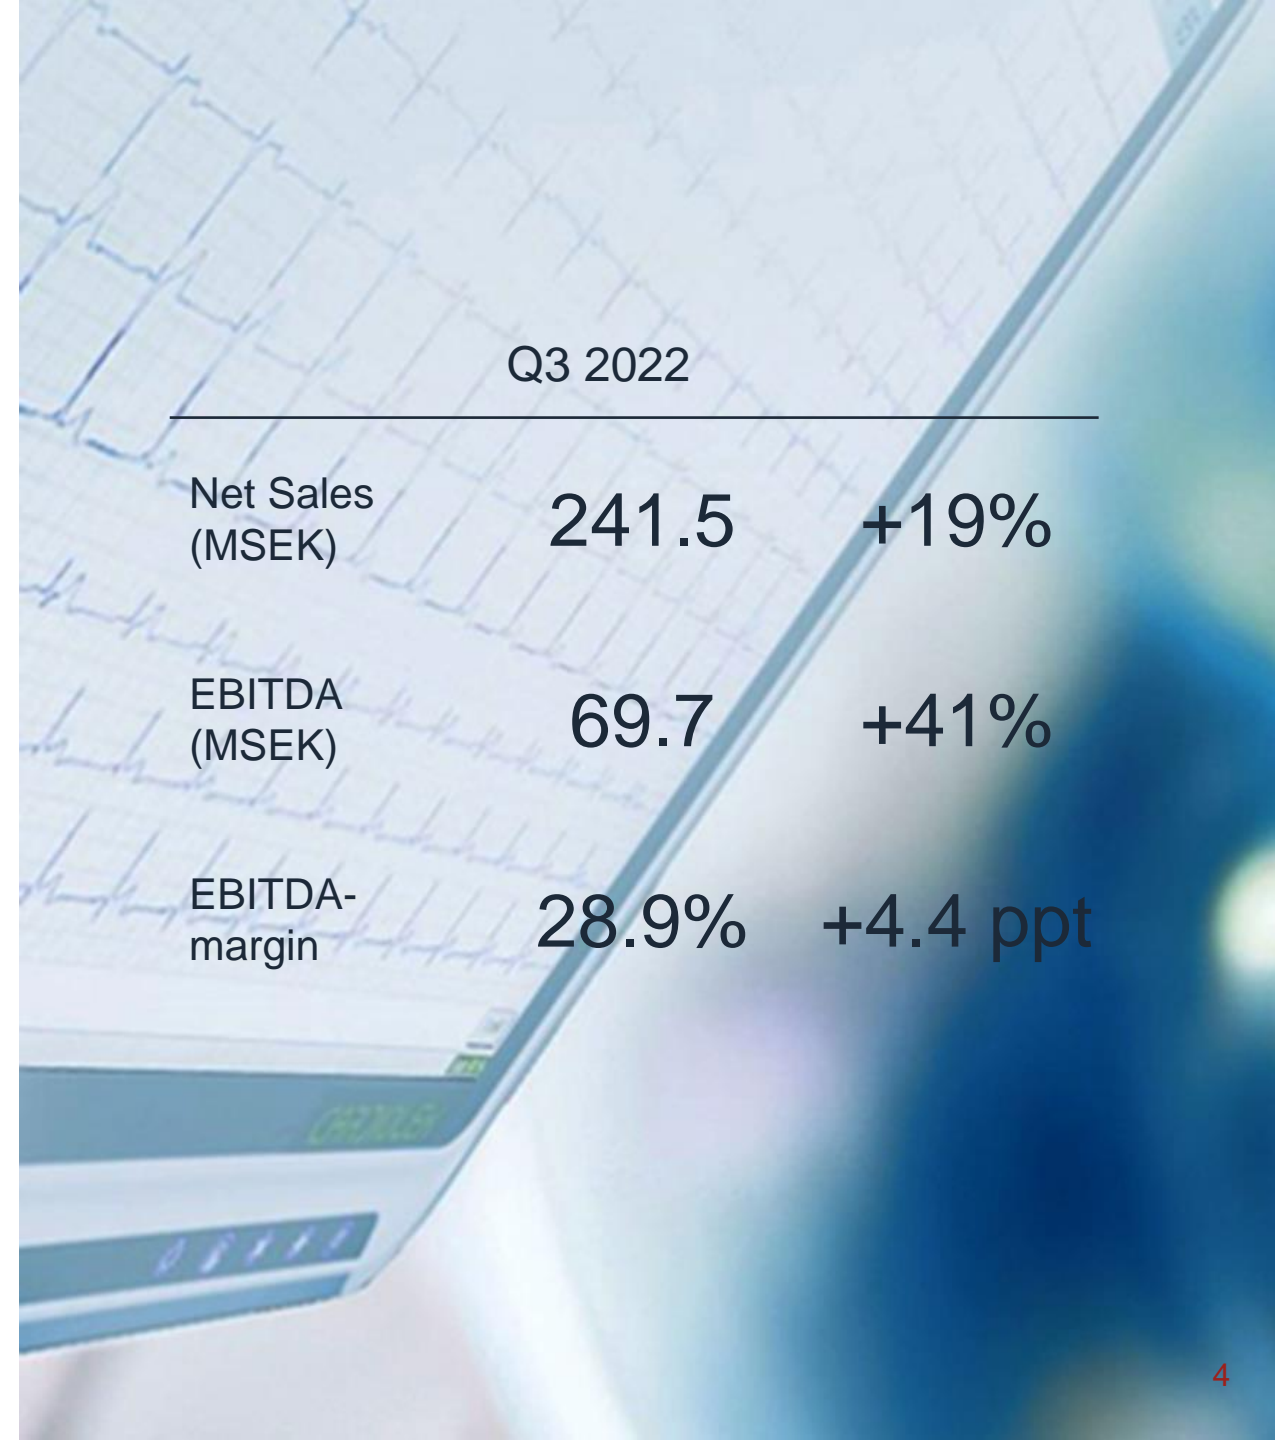 Q3 2022
Net Sales
(MSEK)
241.5
+19%
EBITDA
(MSEK)
69.7
+41%
EBITDA-
margin
28.9%
+4.4 ppt
4